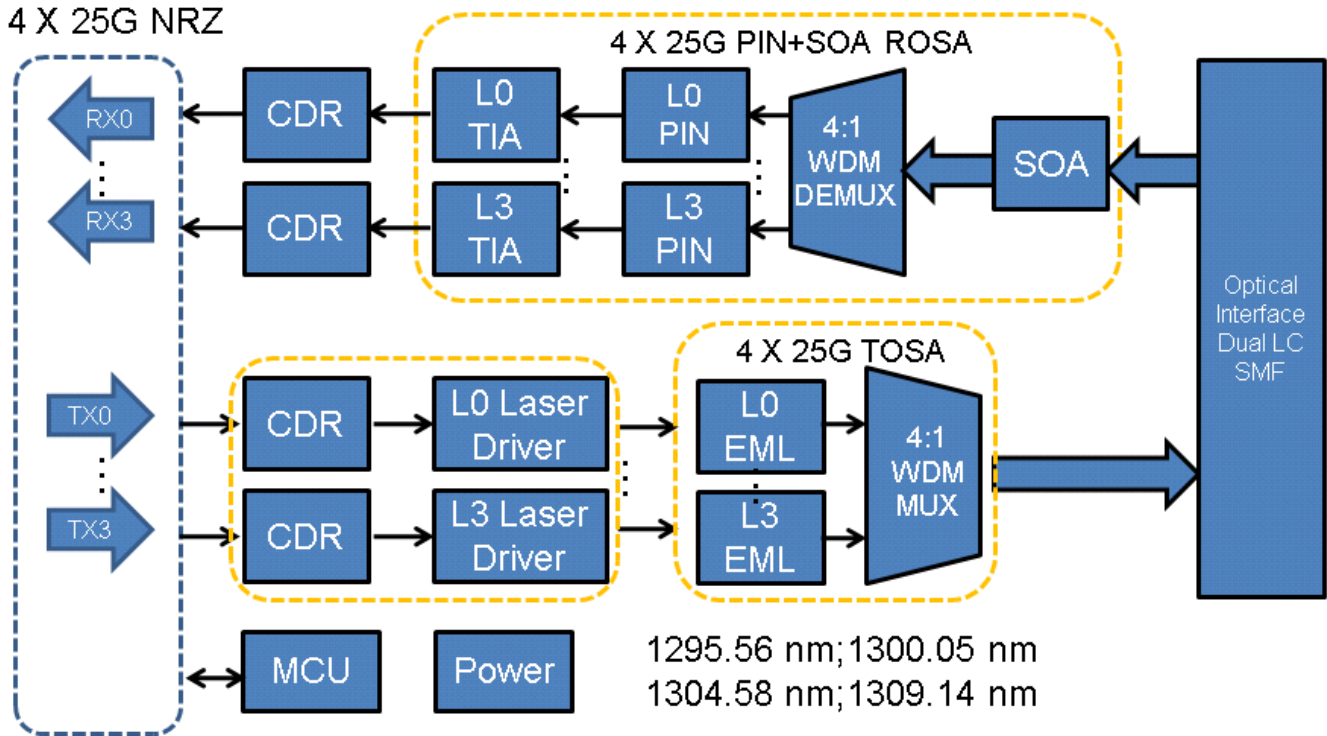 4 X 25G NRZ
4 X 25G PIN+SOA ROSA
RX0
CDR
L0
TIA
L0
PIN
4:1
WDM
DEMUX
SOA
RX3
CDR
L3
TIA
L3
PIN
Optical
Interface
Dual LC
SMF
4 X 25G TOSA
TX0
CDR
L0 Laser
Driver
L0
EML
4:1
WDM
MUX
TX3
CDR
L3 Laser
Driver
L3
EML
MCU
Power
1295.56 nm;1300.05 nm
1304.58 nm;1309.14 nm